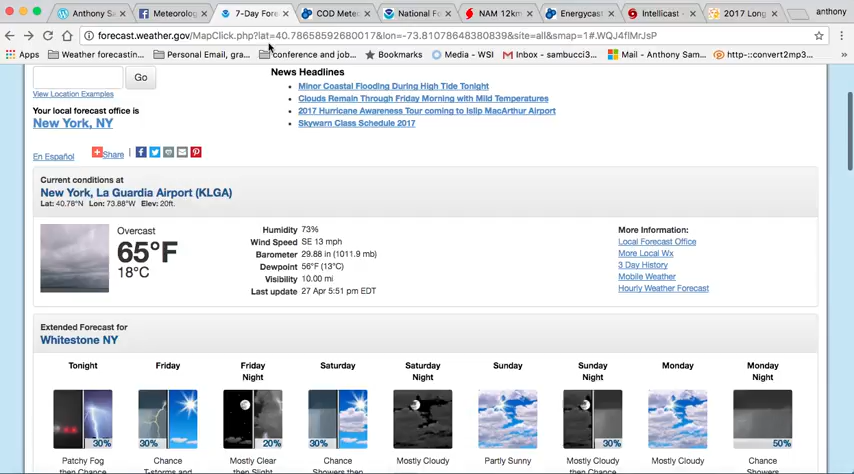 Anthony Sa
Meteorolog
7-Day Fore
COD Mete
National F
NAM 12km
Energycast
Intellicast -
2017 Long
anthony
forecast.weather.gov/MapClick.php?lat=40.78658592680017&lon=-73.81078648380839&site=all&smap=1#.WQJ4flMrJsP
Apps
Weather forecastin...
Personal Email, gra...
conference and job...
Bookmarks
Media - WSI
Inbox - sambucci3...
Mail - Anthony Sam...
http-::convert2mp3...
Go
View Location Examples
Your local forecast office is
New York, NY
En Español
Share
News Headlines
Minor Coastal Flooding During High Tide Tonight
Clouds Remain Through Friday Morning with Mild Temperatures
2017 Hurricane Awareness Tour coming to Islip MacArthur Airport
Skywarn Class Schedule 2017
Current conditions at
New York, La Guardia Airport (KLGA)
Lat: 40.78°N Lon: 73.88°W Elev: 20ft.
Overcast
65°F
18°C
Humidity 73%
Wind Speed SE 13 mph
Barometer 29.88 in (1011.9 mb)
Dewpoint 56°F (13°C)
Visibility 10.00 mi
Last update 27 Apr 5:51 pm EDT
More Information:
Local Forecast Office
More Local Wx
3 Day History
Mobile Weather
Hourly Weather Forecast
Extended Forecast for
Whitestone NY
Tonight
Friday
Friday Night
Saturday
Saturday Night
Sunday
Sunday Night
Monday
Monday Night
30%
30%
20%
30%
30%
50%
Patchy Fog then Chance
Chance T-storms and
Mostly Clear then Slight
Chance Showers then
Mostly Cloudy
Partly Sunny
Mostly Cloudy
Mostly Cloudy
Chance Showers